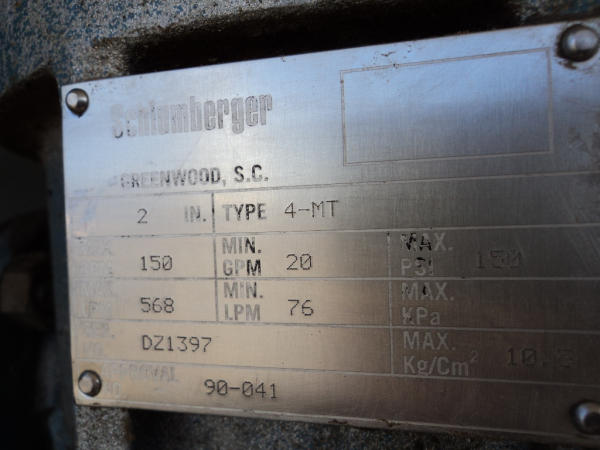 Schlumberger
GREENWOOD, S.C.
2 IN. TYPE 4-MT
150 MIN. GPM 20 MAX. PSI 150
568 MIN. LPM 76 MAX. KPa
DZ1397 MAX. Kg/Cm²
90-041